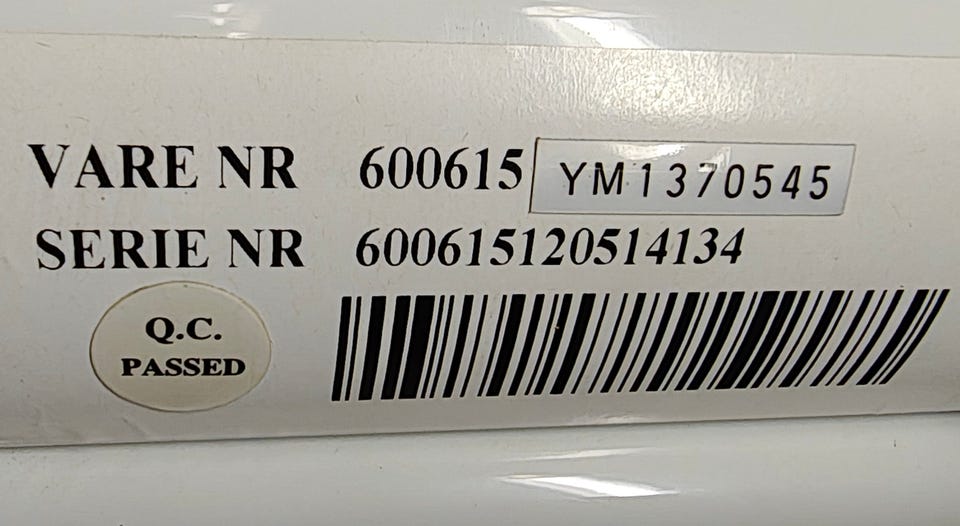 VARE NR 600615 YM1370545
SERIE NR 600615120514134
Q.C.
PASSED